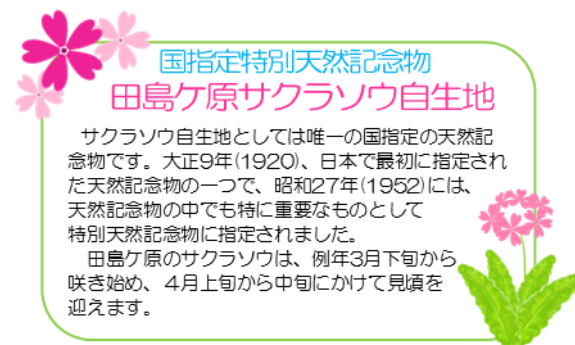 国指定特別天然記念物
田島ケ原サクラソウ自生地
サクラソウ自生地としては唯一の国指定の天然記
念物です。大正9年(1920)、日本で最初に指定され
た天然記念物の一つで、昭和27年(1952)には、
天然記念物の中でも特に重要なものとして
特別天然記念物に指定されました。
田島ケ原のサクラソウは、例年3月下旬から
咲き始め、４月上旬から中旬にかけて見頃を
迎えます。